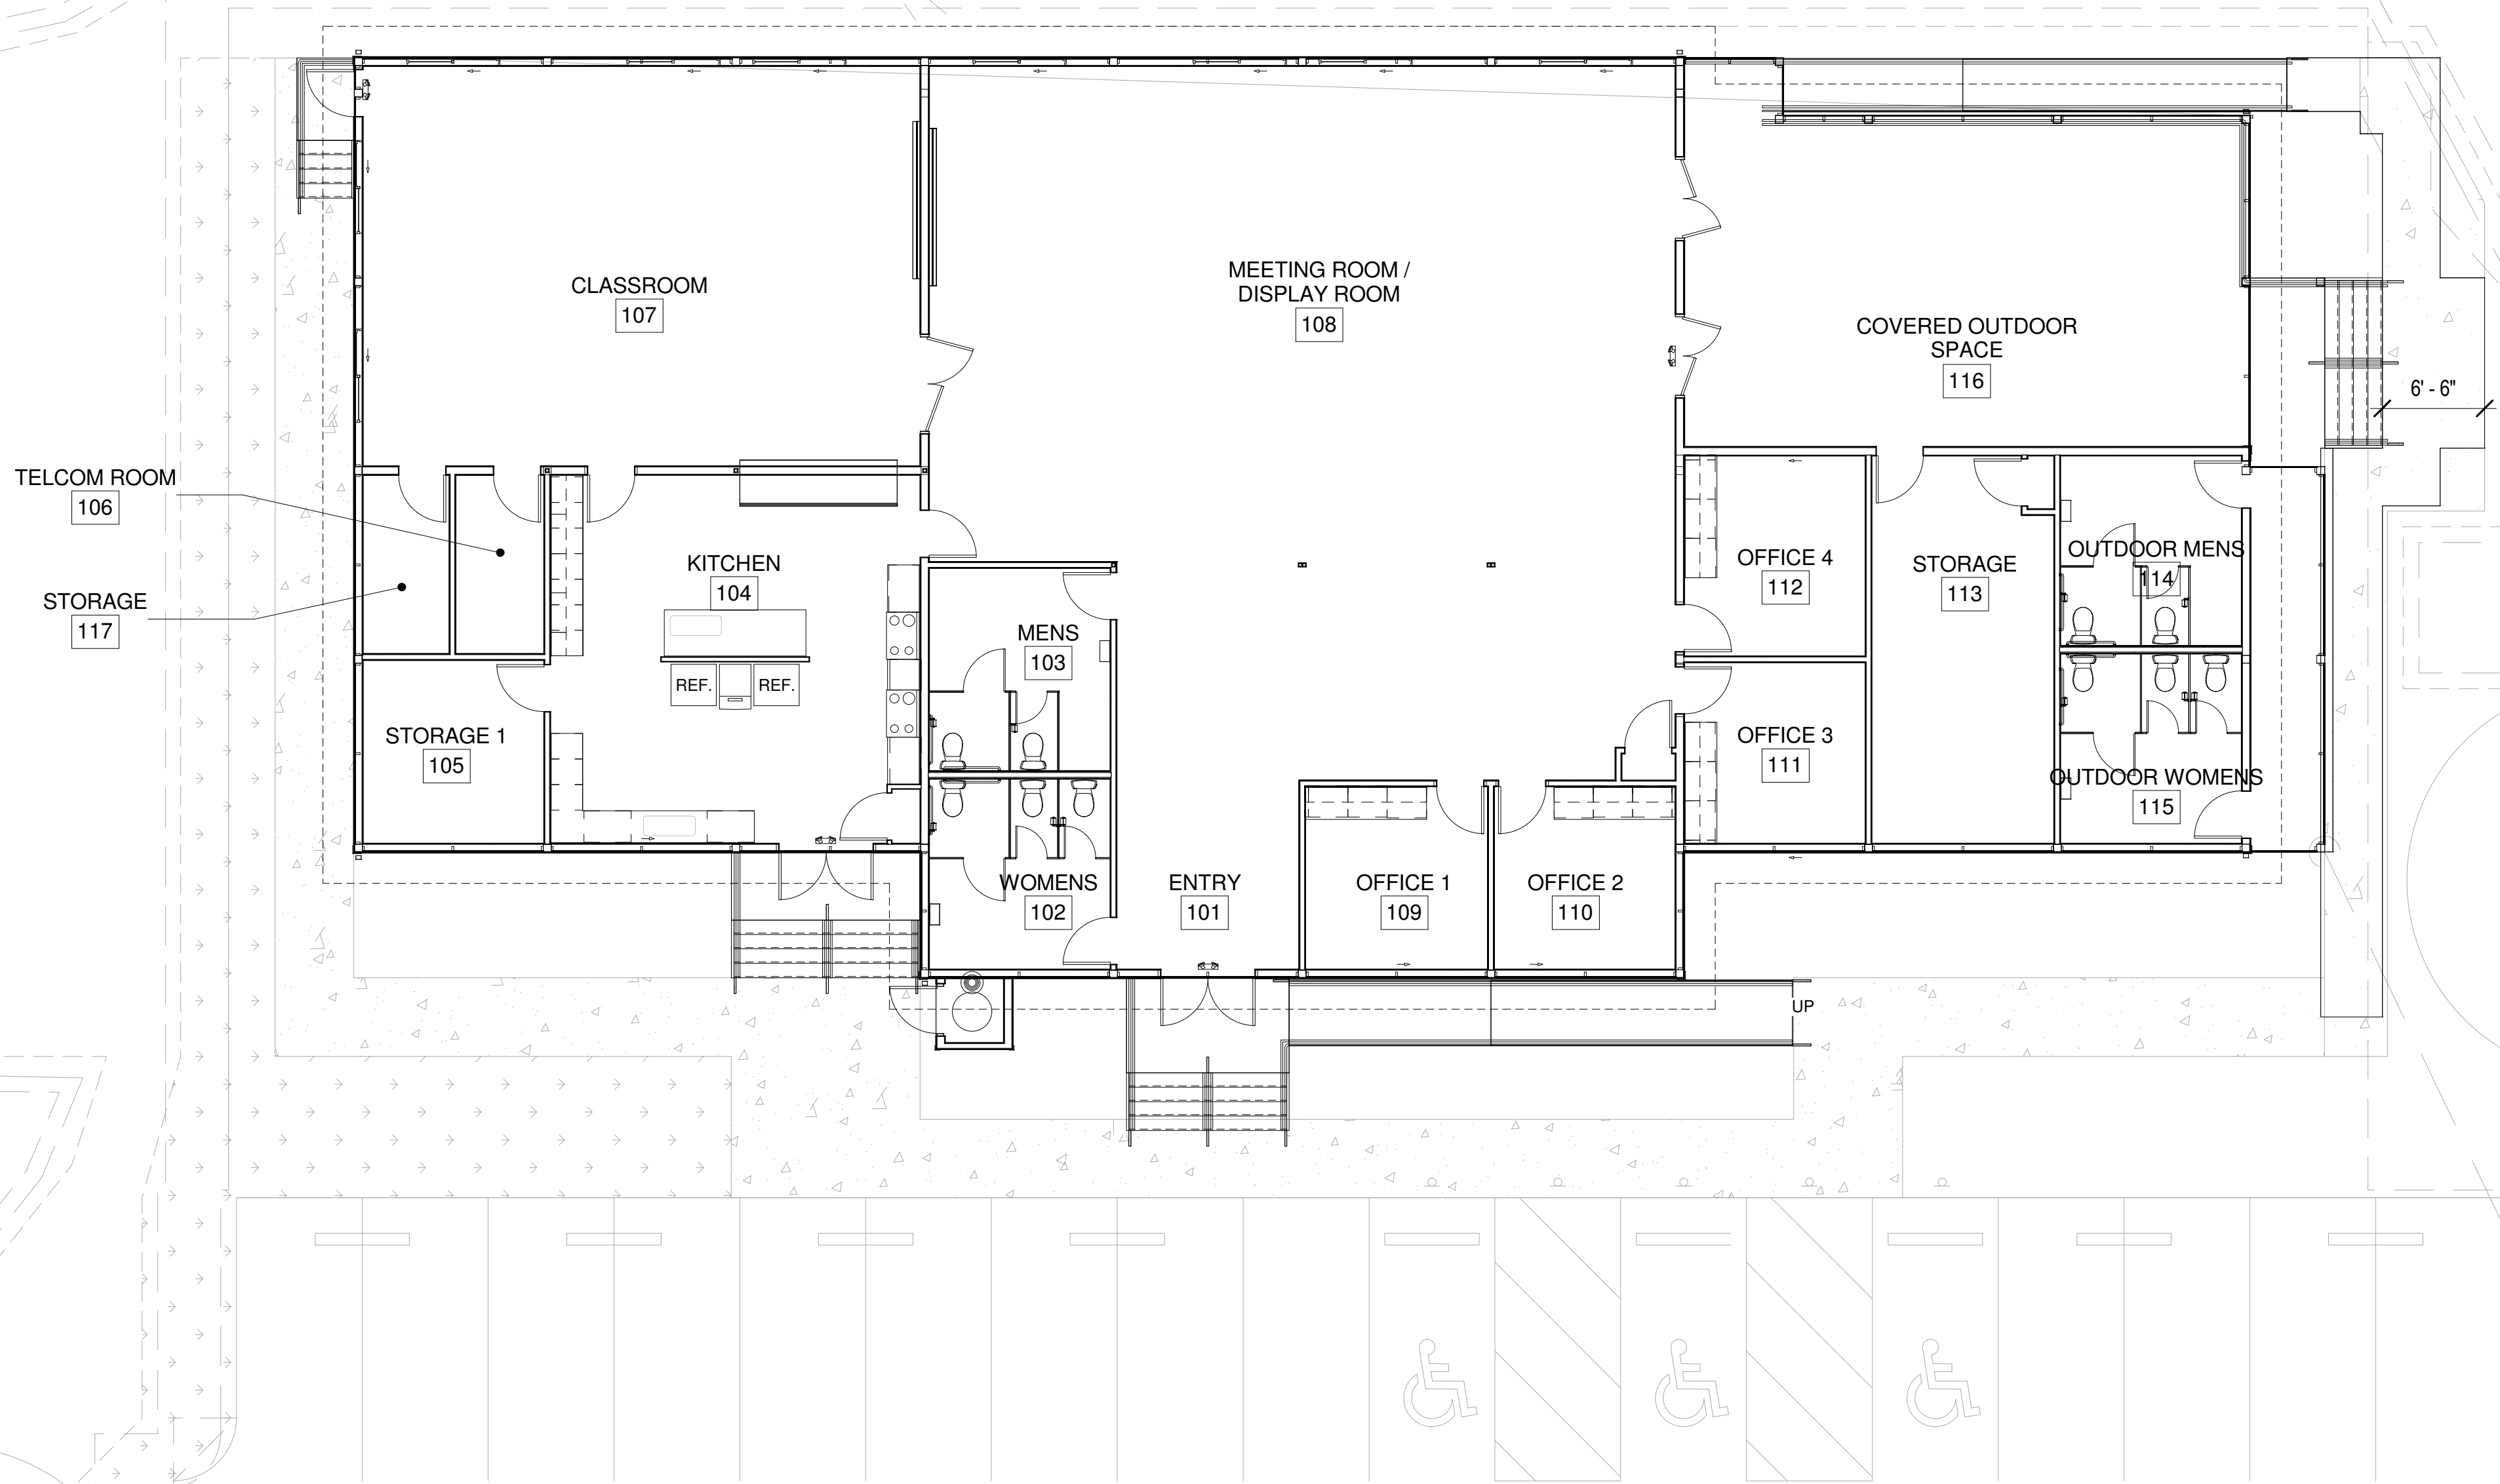 CLASSROOM
107
MEETING ROOM /
DISPLAY ROOM
108
COVERED OUTDOOR
SPACE
116
6' - 6"
TELCOM ROOM
106
STORAGE
117
KITCHEN
104
REF.
REF.
STORAGE 1
105
MENS
103
WOMENS
102
ENTRY
101
OFFICE 1
109
OFFICE 2
110
OFFICE 4
112
OFFICE 3
111
STORAGE
113
OUTDOOR MENS
114
OUTDOOR WOMENS
115
UP